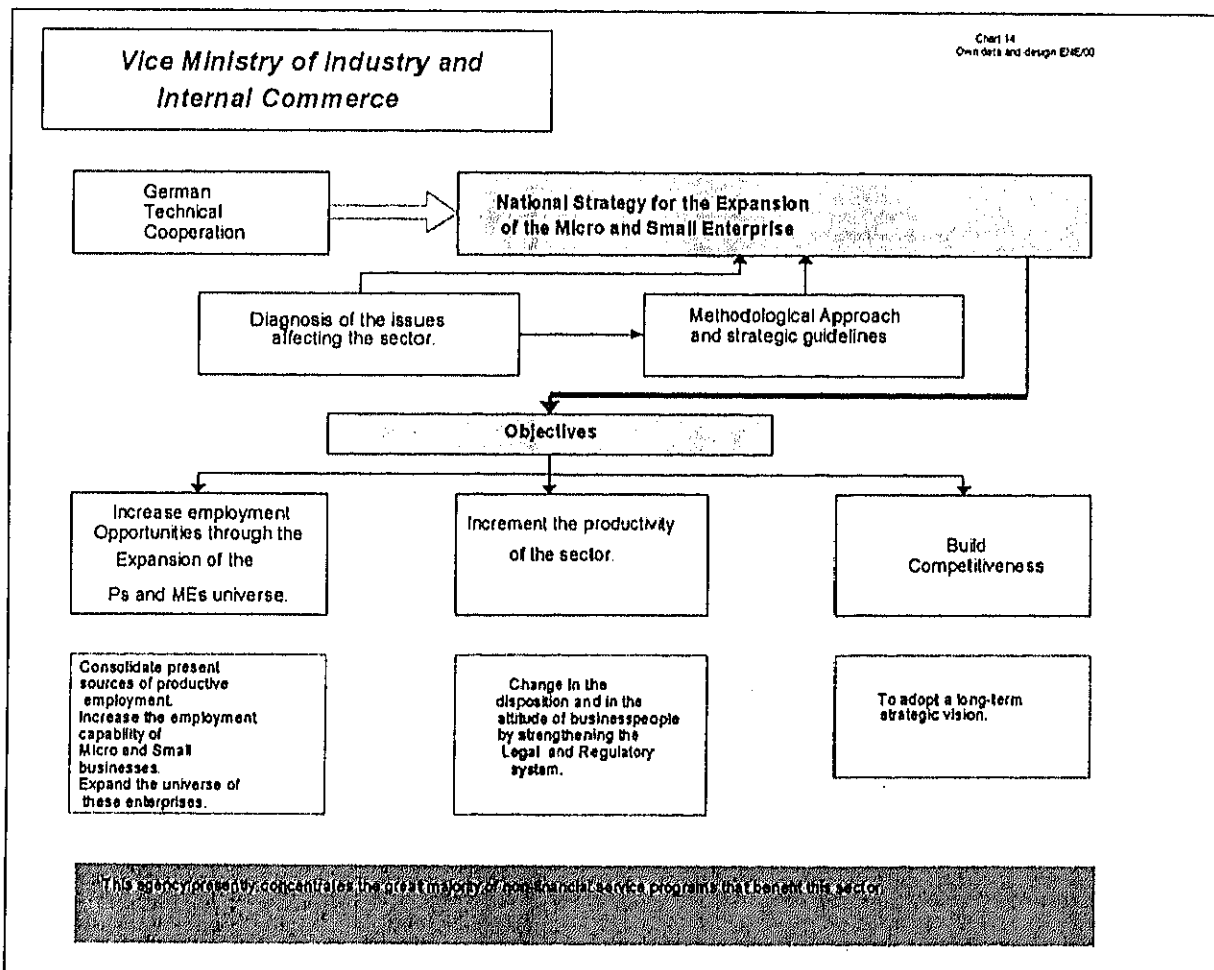 Vice Ministry of Industry and
Internal Commerce
Chart 14
Own data and design ENE/00
German
Technical
Cooperation
National Strategy for the Expansion
of the Micro and Small Enterprise
Diagnosis of the issues
affecting the sector.
Methodological Approach
and strategic guidelines
Objectives
Increase employment
Opportunities through the
Expansion of the
Ps and MEs universe.
Increment the productivity
of the sector.
Build
Competitiveness
Consolidate present
sources of productive
employment.
Increase the employment
capability of
Micro and Small
businesses.
Expand the universe of
these enterprises.
Change in the
disposition and in the
attitude of businesspeople
by strengthening the
Legal and Regulatory
system.
To adopt a long-term
strategic vision.
This agency presently concentrates the great majority of non-financial service programs that benefit this sector